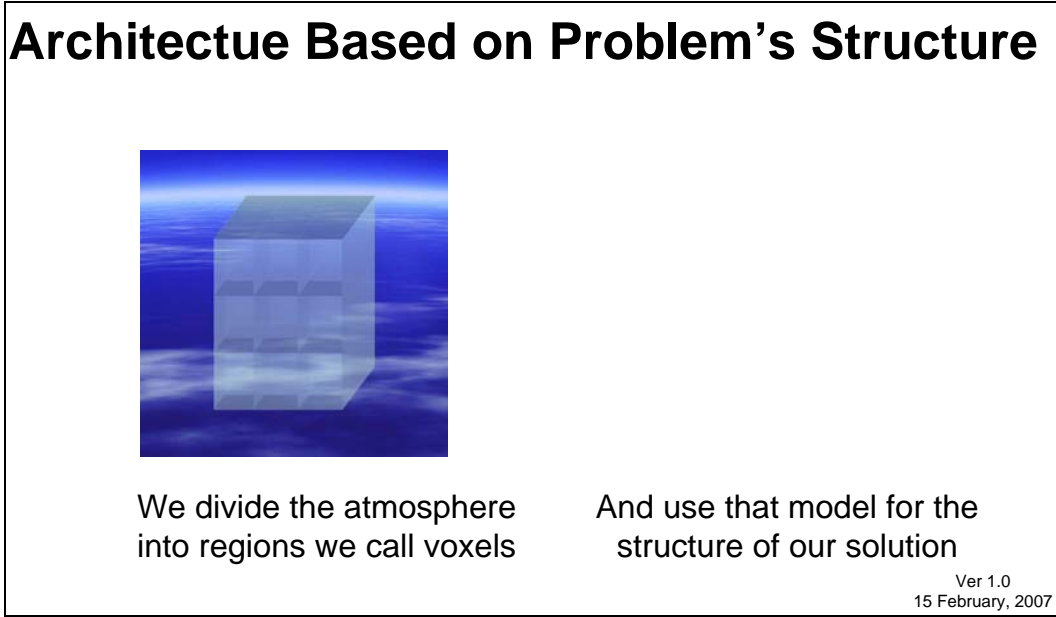 Architectue Based on Problem’s Structure
We divide the atmosphere
into regions we call voxels
And use that model for the
structure of our solution
Ver 1.0
15 February, 2007